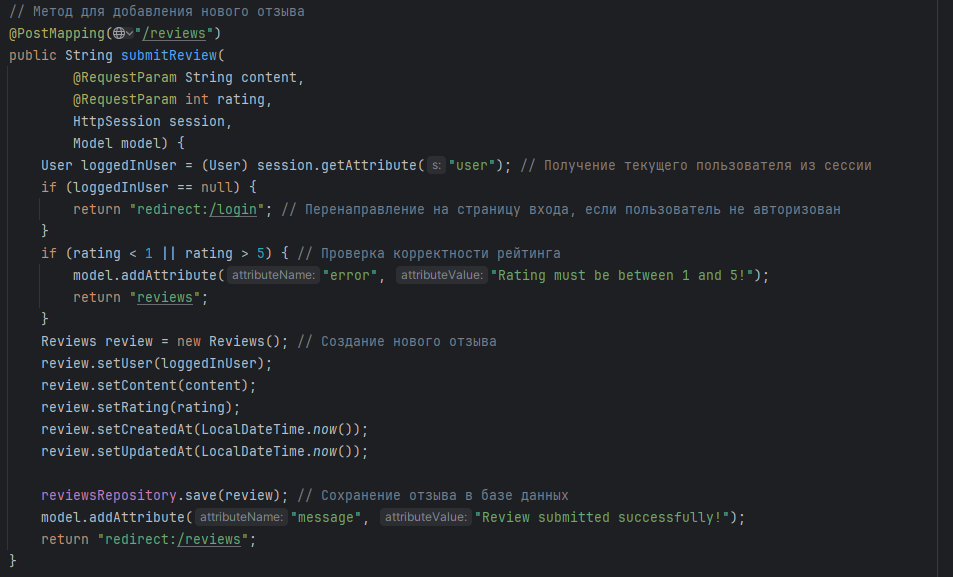 // Метод для добавления нового отзыва
@PostMapping("/reviews")
public String submitReview(
@RequestParam String content,
@RequestParam int rating,
HttpSession session,
Model model) {
User loggedInUser = (User) session.getAttribute( s: "user"); // Получение текущего пользователя из сессии
if (loggedInUser == null) {
return "redirect:/login"; // Перенаправление на страницу входа, если пользователь не авторизован
}
if (rating < 1 || rating > 5) { // Проверка корректности рейтинга
model.addAttribute( attributeName: "error", attributeValue: "Rating must be between 1 and 5!");
return "reviews";
}
Reviews review = new Reviews(); // Создание нового отзыва
review.setUser(loggedInUser);
review.setContent(content);
review.setRating(rating);
review.setCreatedAt(LocalDateTime.now());
review.setUpdatedAt(LocalDateTime.now());
reviewsRepository.save(review); // Сохранение отзыва в базе данных
model.addAttribute( attributeName: "message", attributeValue: "Review submitted successfully!");
return "redirect:/reviews";
}